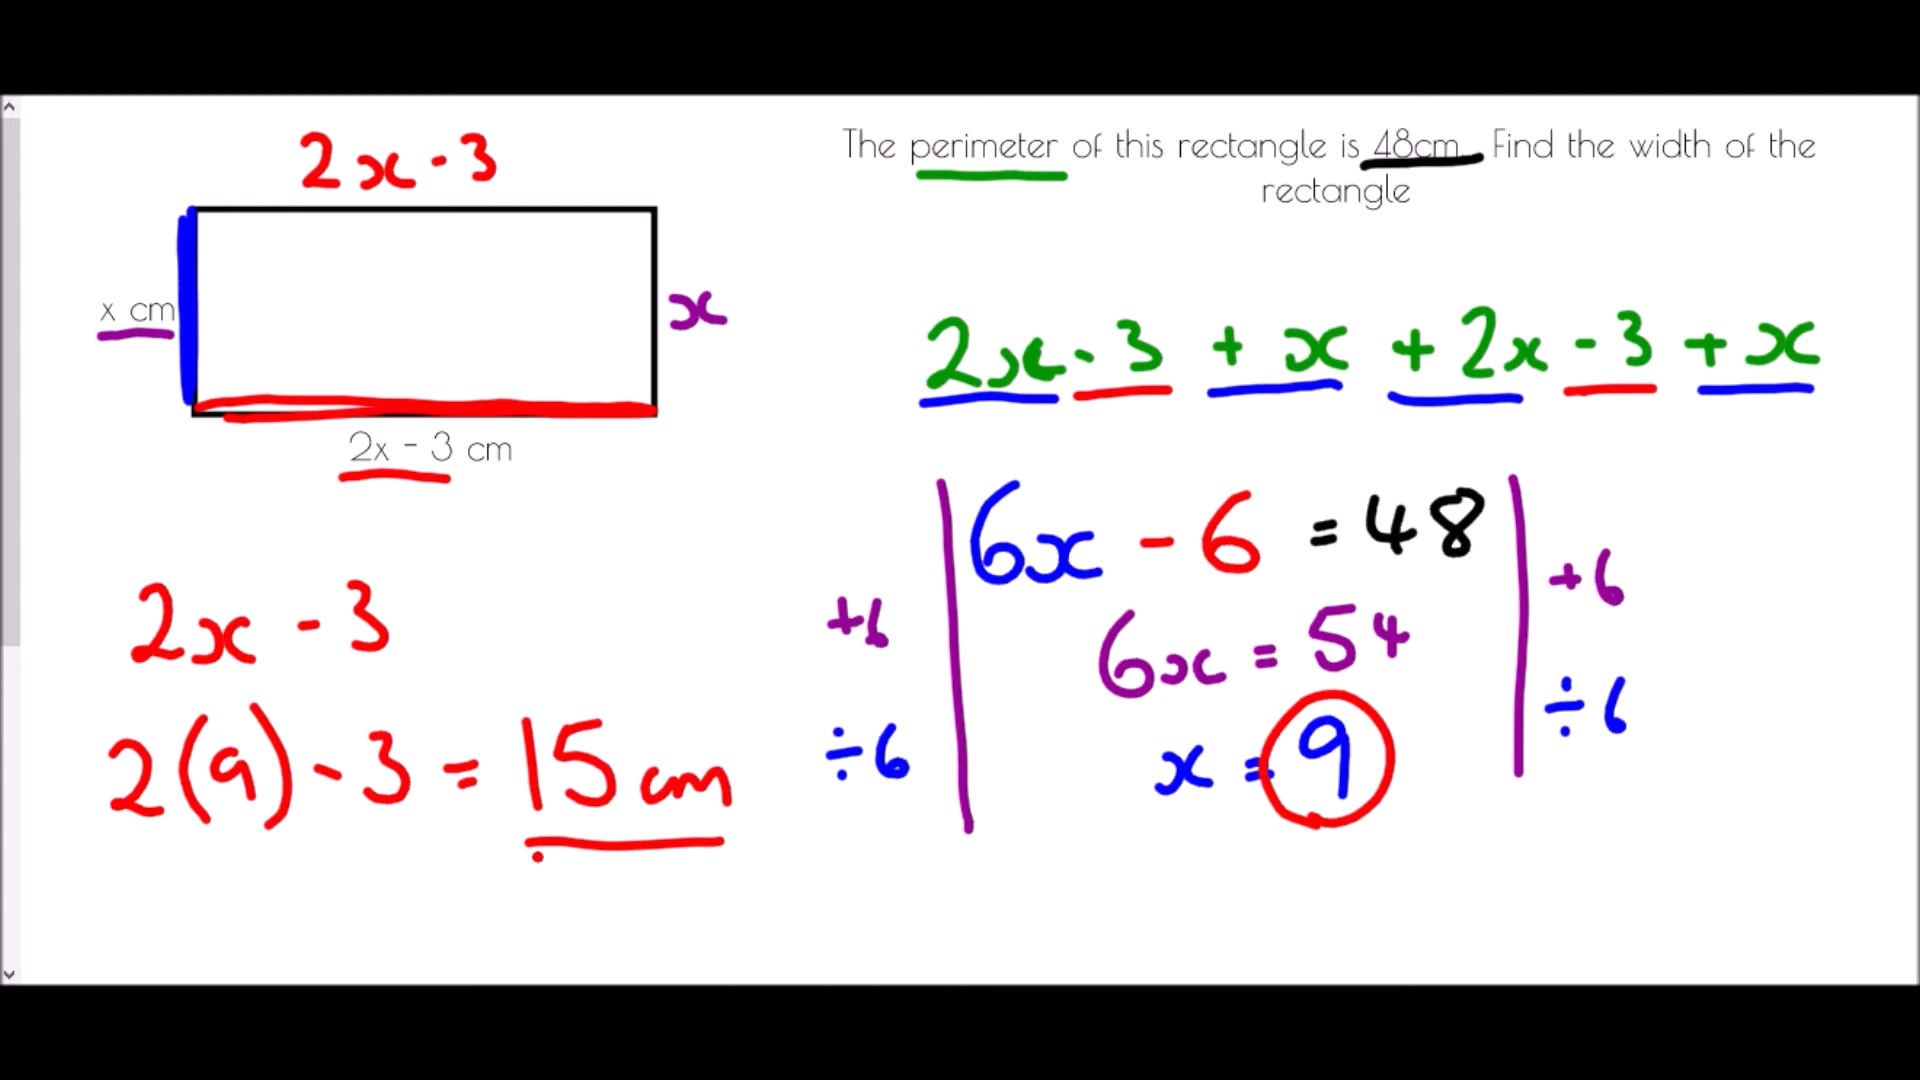 The perimeter of this rectangle is 48cm. Find the width of the
rectangle
2x - 3
x cm
x
2x - 3 cm
2x - 3 + x + 2x - 3 + x
6x - 6 = 48
+6
6x = 54
+6
÷6
x = 9
÷6
2x - 3
2(9) - 3 = 15cm